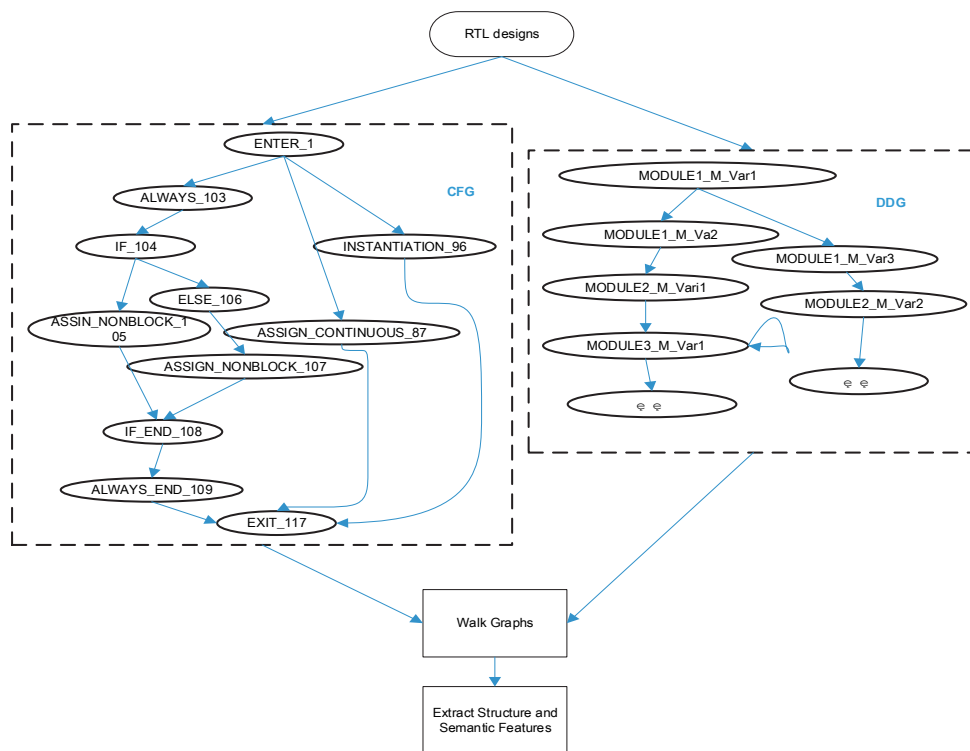 RTL designs
ENTER_1
CFG
ALWAYS_103
IF_104
INSTANTIATION_96
ELSE_106
ASSIN_NONBLOCK_1
05
ASSIGN_CONTINUOUS_87
ASSIGN_NONBLOCK_107
IF_END_108
ALWAYS_END_109
EXIT_117
MODULE1_M_Var1
DDG
MODULE1_M_Va2
MODULE1_M_Var3
MODULE2_M_Vari1
MODULE2_M_Var2
MODULE3_M_Var1
Walk Graphs
Extract Structure and
Semantic Features